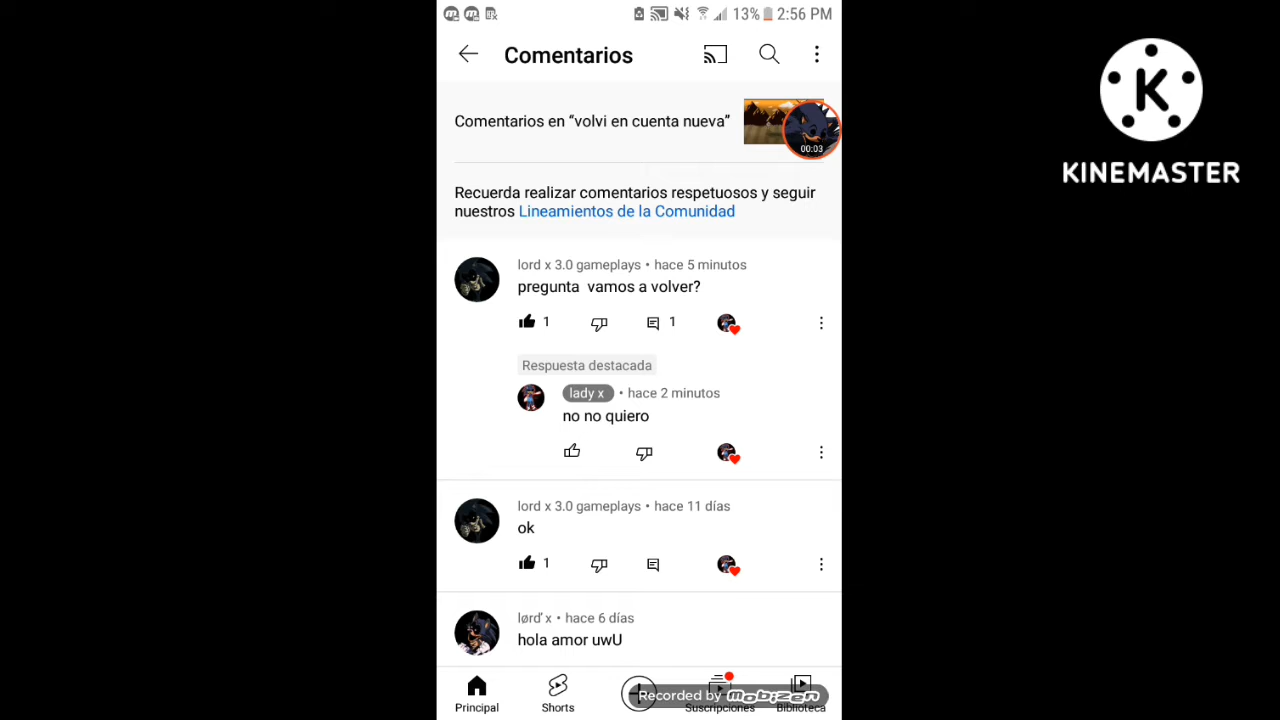 13% 2:56 PM
Comentarios
Comentarios en “volvi en cuenta nueva”
00:03
Recuerda realizar comentarios respetuosos y seguir
nuestros Lineamientos de la Comunidad
lord x 3.0 gameplays • hace 5 minutos
pregunta vamos a volver?
1 1
Respuesta destacada
lady x • hace 2 minutos
no no quiero
lord x 3.0 gameplays • hace 11 días
ok
1
lørđ x • hace 6 días
hola amor uwU
Recorded by mobizen
Principal Shorts Suscripciones Biblioteca
K
KINEMASTER